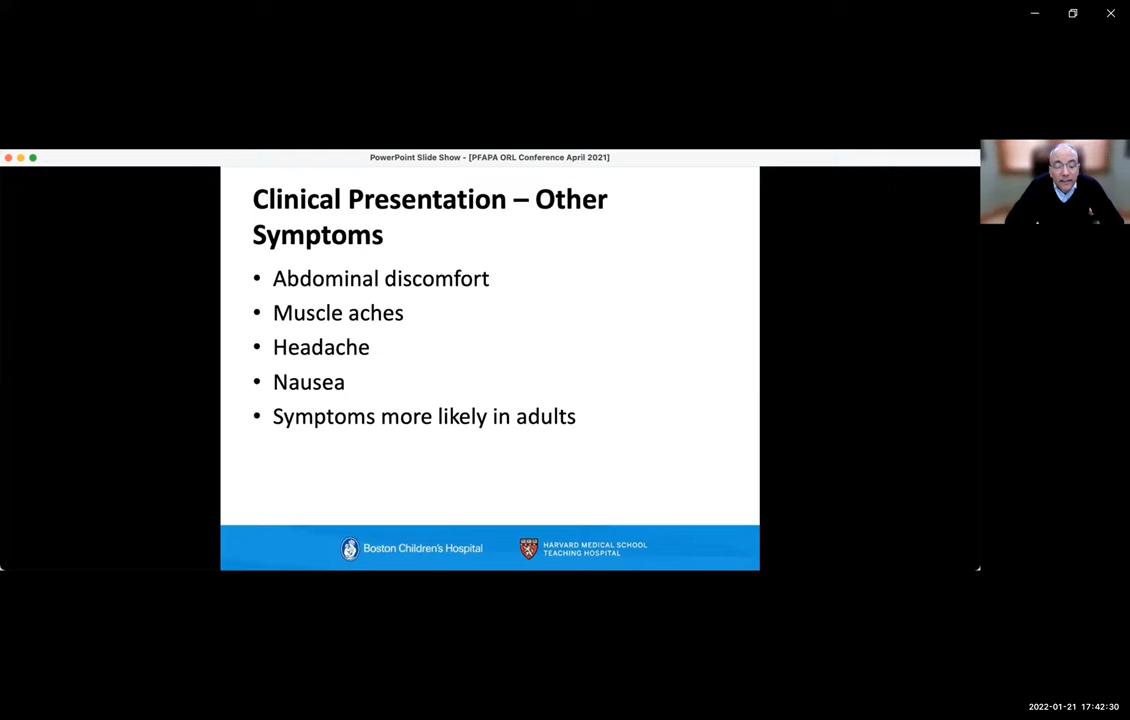 PowerPoint Slide Show - [PFAPA ORL Conference April 2021]
Clinical Presentation – Other
Symptoms
• Abdominal discomfort
• Muscle aches
• Headache
• Nausea
• Symptoms more likely in adults
Boston Children's Hospital
HARVARD MEDICAL SCHOOL
TEACHING HOSPITAL
2022-01-21 17:42:30